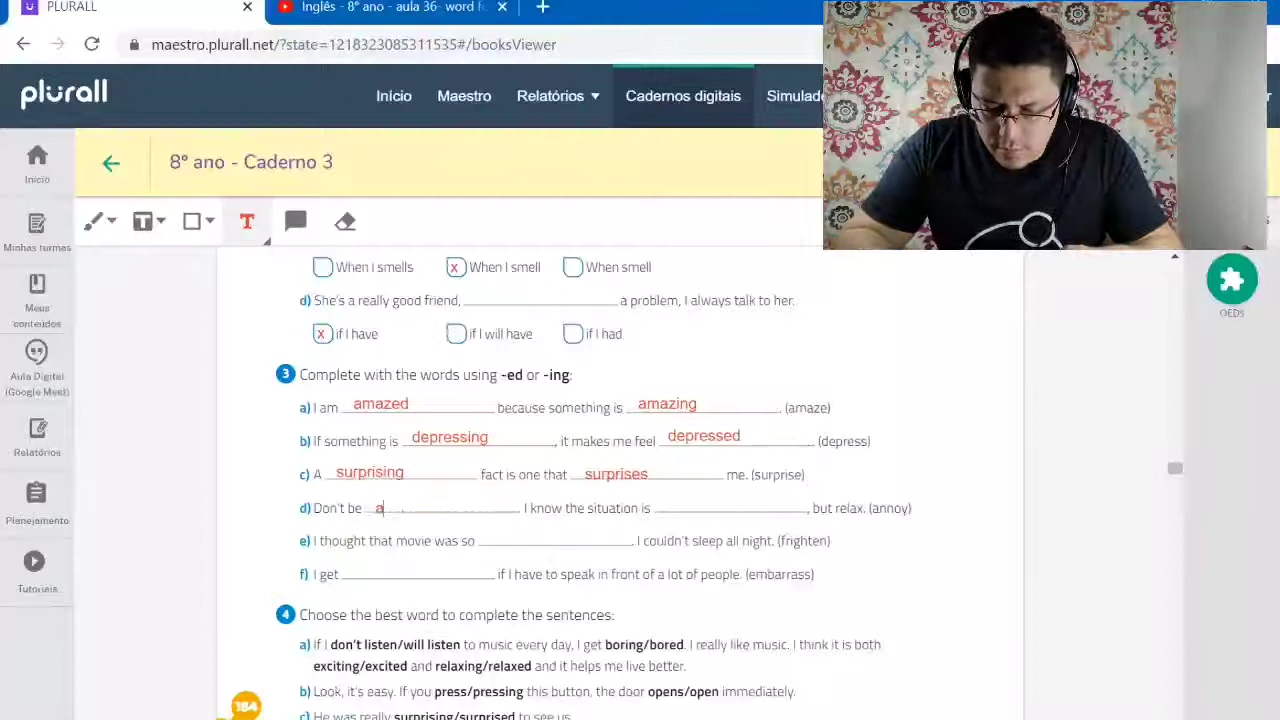 PLURALL
Inglês - 8º ano - aula 36- word f
maestro.plurall.net/?state=1218323085311535#/booksViewer
plurall
Início Maestro Relatórios Cadernos digitais Simulad
8º ano - Caderno 3
Início
Minhas turmas
Meus
conteúdos
Aula Digital
(Google Meet)
Relatórios
Planejamento
Tutoriais
T T
OEDs
When I smells x When I smell When smell
d) She's a really good friend, a problem, I always talk to her.
x if I have if I will have if I had
3 Complete with the words using -ed or -ing:
a) I am amazed because something is amazing. (amaze)
b) If something is depressing, it makes me feel depressed. (depress)
c) A surprising fact is one that surprises me. (surprise)
d) Don't be a. I know the situation is , but relax. (annoy)
e) I thought that movie was so . I couldn't sleep all night. (frighten)
f) I get if I have to speak in front of a lot of people. (embarrass)
4 Choose the best word to complete the sentences:
a) If I don't listen/will listen to music every day, I get boring/bored. I really like music. I think it is both
exciting/excited and relaxing/relaxed and it helps me live better.
b) Look, it's easy. If you press/pressing this button, the door opens/open immediately.
c) He was really surprising/surprised to see us.
184